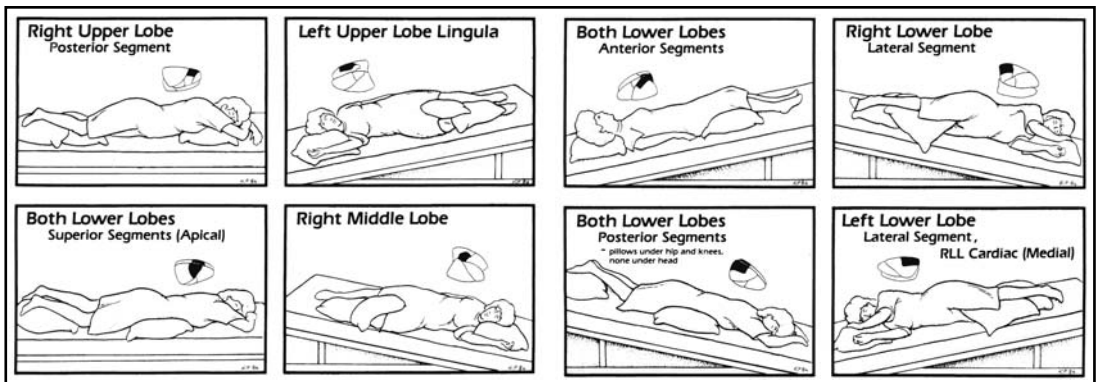 Right Upper Lobe
Posterior Segment
Left Upper Lobe Lingula
Both Lower Lobes
Anterior Segments
Right Lower Lobe
Lateral Segment
Both Lower Lobes
Superior Segments (Apical)
Right Middle Lobe
Both Lower Lobes
Posterior Segments
- pillows under hip and knees,
none under head
Left Lower Lobe
Lateral Segment,
RLL Cardiac (Medial)